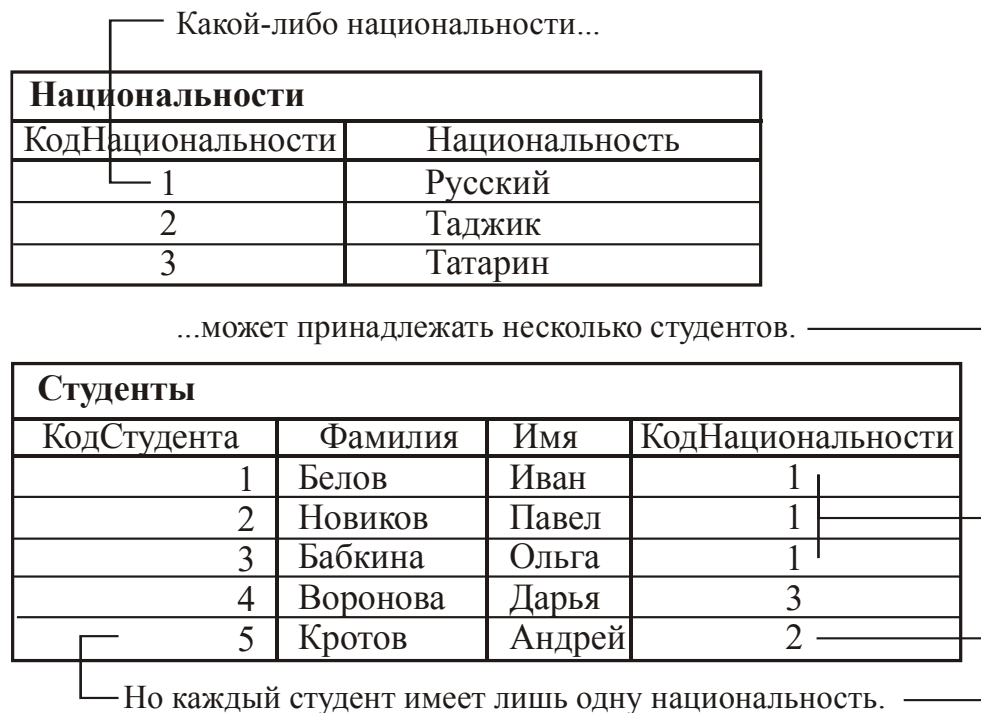 Какой-либо национальности...
Национальности
КодНациональности Национальность
1 Русский
2 Таджик
3 Татарин
...может принадлежать несколько студентов.
Студенты
КодСтудента Фамилия Имя КодНациональности
1 Белов Иван 1
2 Новиков Павел 1
3 Бабкина Ольга 1
4 Воронова Дарья 3
5 Кротов Андрей 2
Но каждый студент имеет лишь одну национальность.